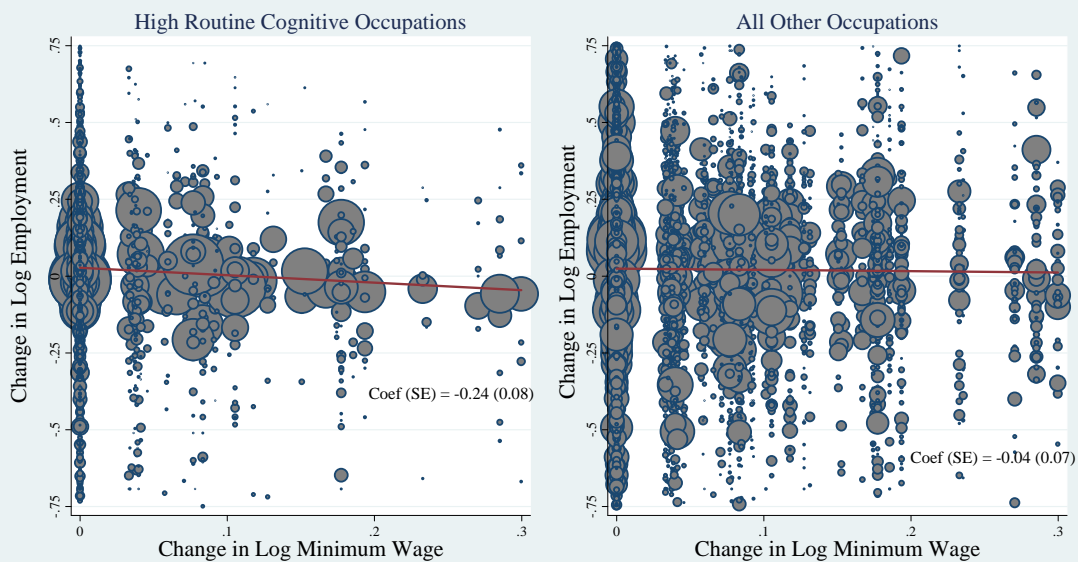 High Routine Cognitive Occupations
Change in Log Employment
.75
.5
.25
0
-.25
-.5
-.75
Coef (SE) = -0.24 (0.08)
0
.1
.2
.3
Change in Log Minimum Wage
All Other Occupations
Change in Log Employment
.75
.5
.25
0
-.25
-.5
-.75
Coef (SE) = -0.04 (0.07)
0
.1
.2
.3
Change in Log Minimum Wage